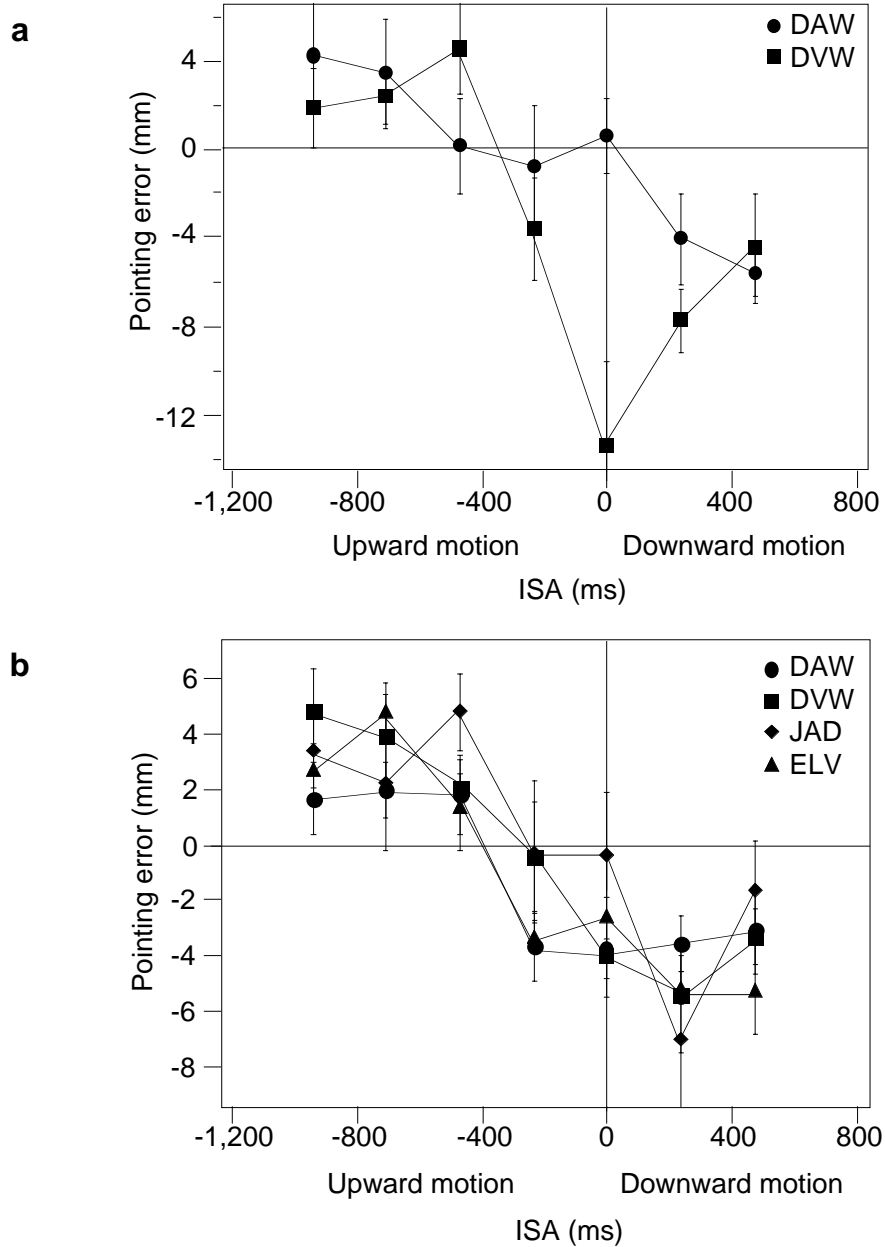 a
DAW
DVW
4
0
-4
-8
-12
Pointing error (mm)
-1,200 -800 -400 0 400 800
Upward motion Downward motion
ISA (ms)
b
DAW
DVW
JAD
ELV
6
4
2
0
-2
-4
-6
-8
Pointing error (mm)
-1,200 -800 -400 0 400 800
Upward motion Downward motion
ISA (ms)